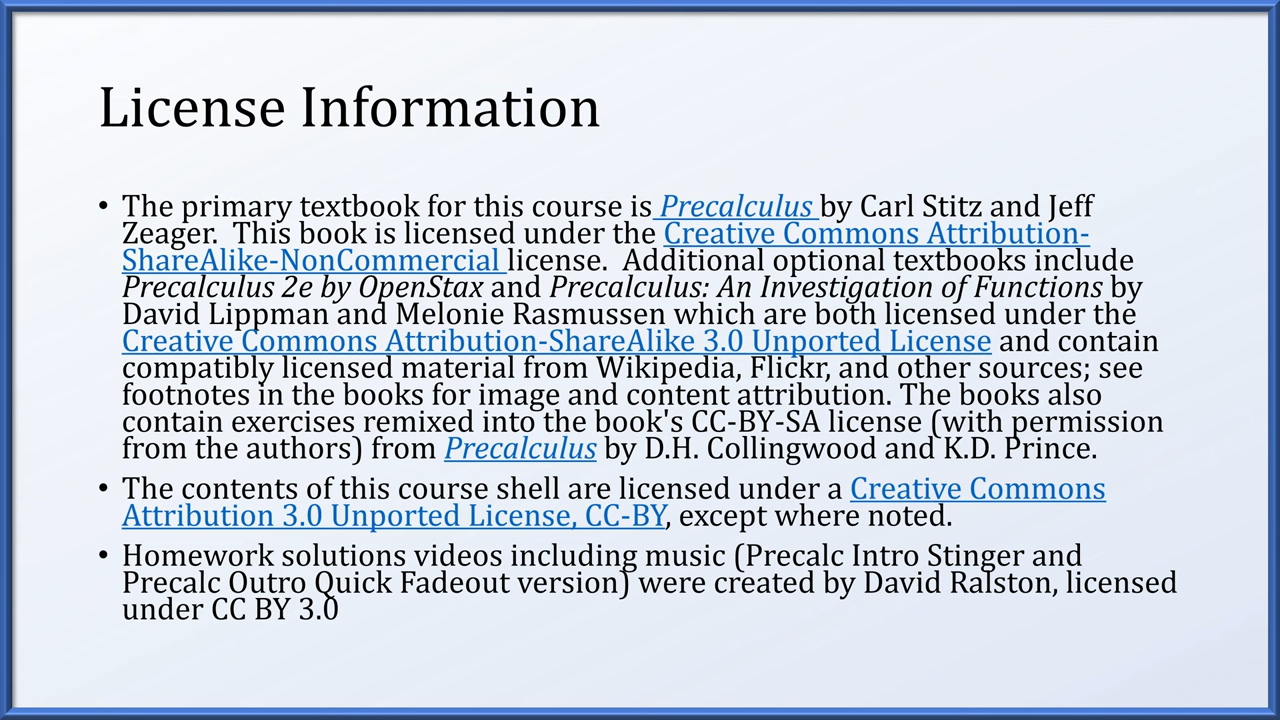 License Information
• The primary textbook for this course is Precalculus by Carl Stitz and Jeff
Zeager.  This book is licensed under the Creative Commons Attribution-
ShareAlike-NonCommercial license.  Additional optional textbooks include
Precalculus 2e by OpenStax and Precalculus: An Investigation of Functions by
David Lippman and Melonie Rasmussen which are both licensed under the
Creative Commons Attribution-ShareAlike 3.0 Unported License and contain
compatibly licensed material from Wikipedia, Flickr, and other sources; see
footnotes in the books for image and content attribution. The books also
contain exercises remixed into the book's CC-BY-SA license (with permission
from the authors) from Precalculus by D.H. Collingwood and K.D. Prince.
• The contents of this course shell are licensed under a Creative Commons
Attribution 3.0 Unported License, CC-BY, except where noted.
• Homework solutions videos including music (Precalc Intro Stinger and
Precalc Outro Quick Fadeout version) were created by David Ralston, licensed
under CC BY 3.0